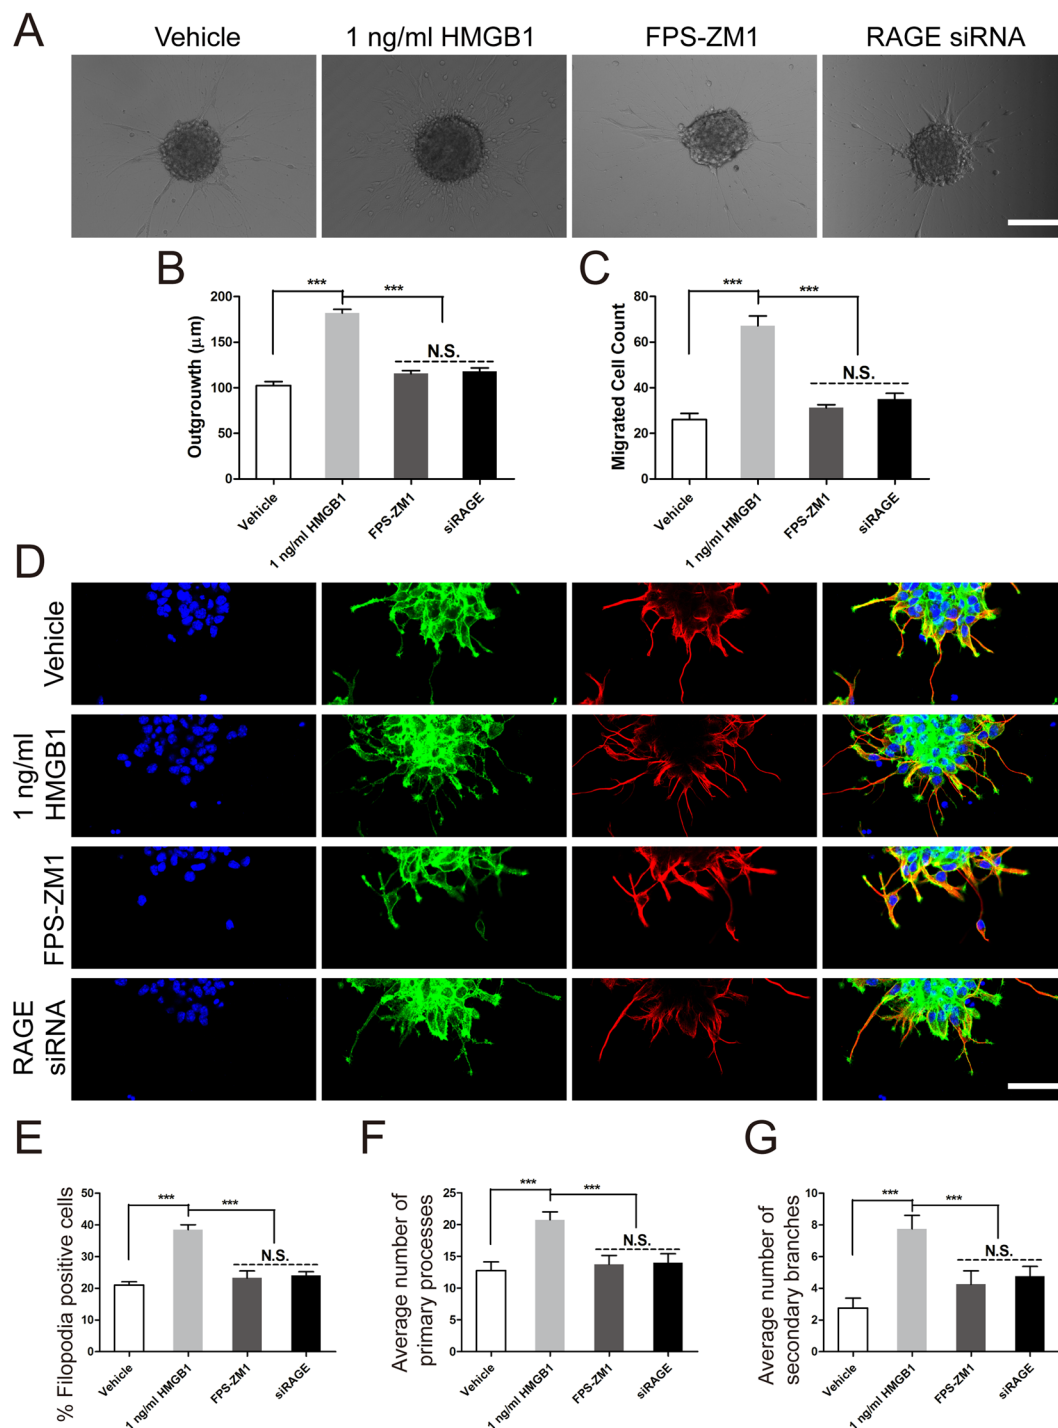 A
Vehicle
1 ng/ml HMGB1
FPS-ZM1
RAGE siRNA
B
Outgrouwth (µm)
200
150
100
50
0
***
***
N.S.
Vehicle
1 ng/ml HMGB1
FPS-ZM1
siRAGE
C
Migrated Cell Count
80
60
40
20
0
***
***
N.S.
Vehicle
1 ng/ml HMGB1
FPS-ZM1
siRAGE
D
Vehicle
1 ng/ml
HMGB1
FPS-ZM1
RAGE
siRNA
E
% Filopodia positive cells
50
40
30
20
10
0
***
***
N.S.
Vehicle
1 ng/ml HMGB1
FPS-ZM1
siRAGE
F
Average number of
primary processes
25
20
15
10
5
0
***
***
N.S.
Vehicle
1 ng/ml HMGB1
FPS-ZM1
siRAGE
G
Average number of
secondary branches
10
8
6
4
2
0
***
***
N.S.
Vehicle
1 ng/ml HMGB1
FPS-ZM1
siRAGE